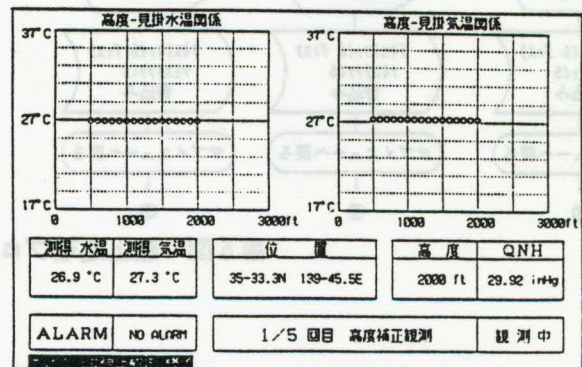 高度-見掛水温関係
37°C
27°C
17°C
0 1000 2000 3000ft
高度-見掛気温関係
37°C
27°C
17°C
0 1000 2000 3000ft
測得 水温 測得 気温
26.9 °C 27.3 °C
位 置
35-33.3N 139-45.5E
高 度 QNH
2000 ft 29.92 inHg
ALARM NO ALARM
1/5 回目 高度補正観測 観 測 中